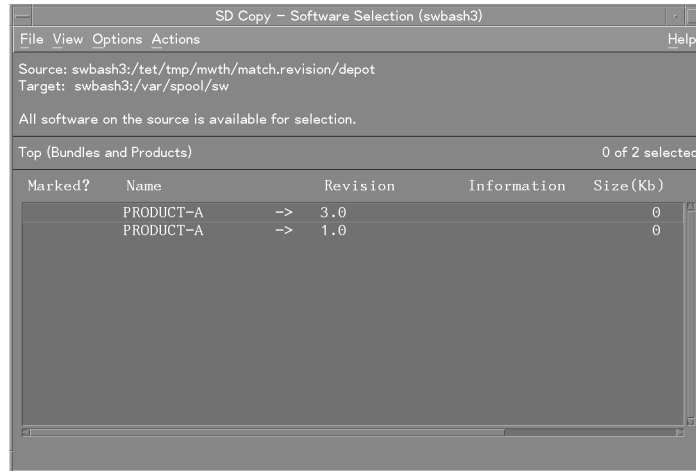 SD Copy - Software Selection (swbash3)
File View Options Actions Help
Source: swbash3:/tet/tmp/mwth/match.revision/depot
Target: swbash3:/var/spool/sw
All software on the source is available for selection.
Top (Bundles and Products) 0 of 2 selected
Marked? Name Revision Information Size(Kb)
PRODUCT-A -> 3.0 0
PRODUCT-A -> 1.0 0